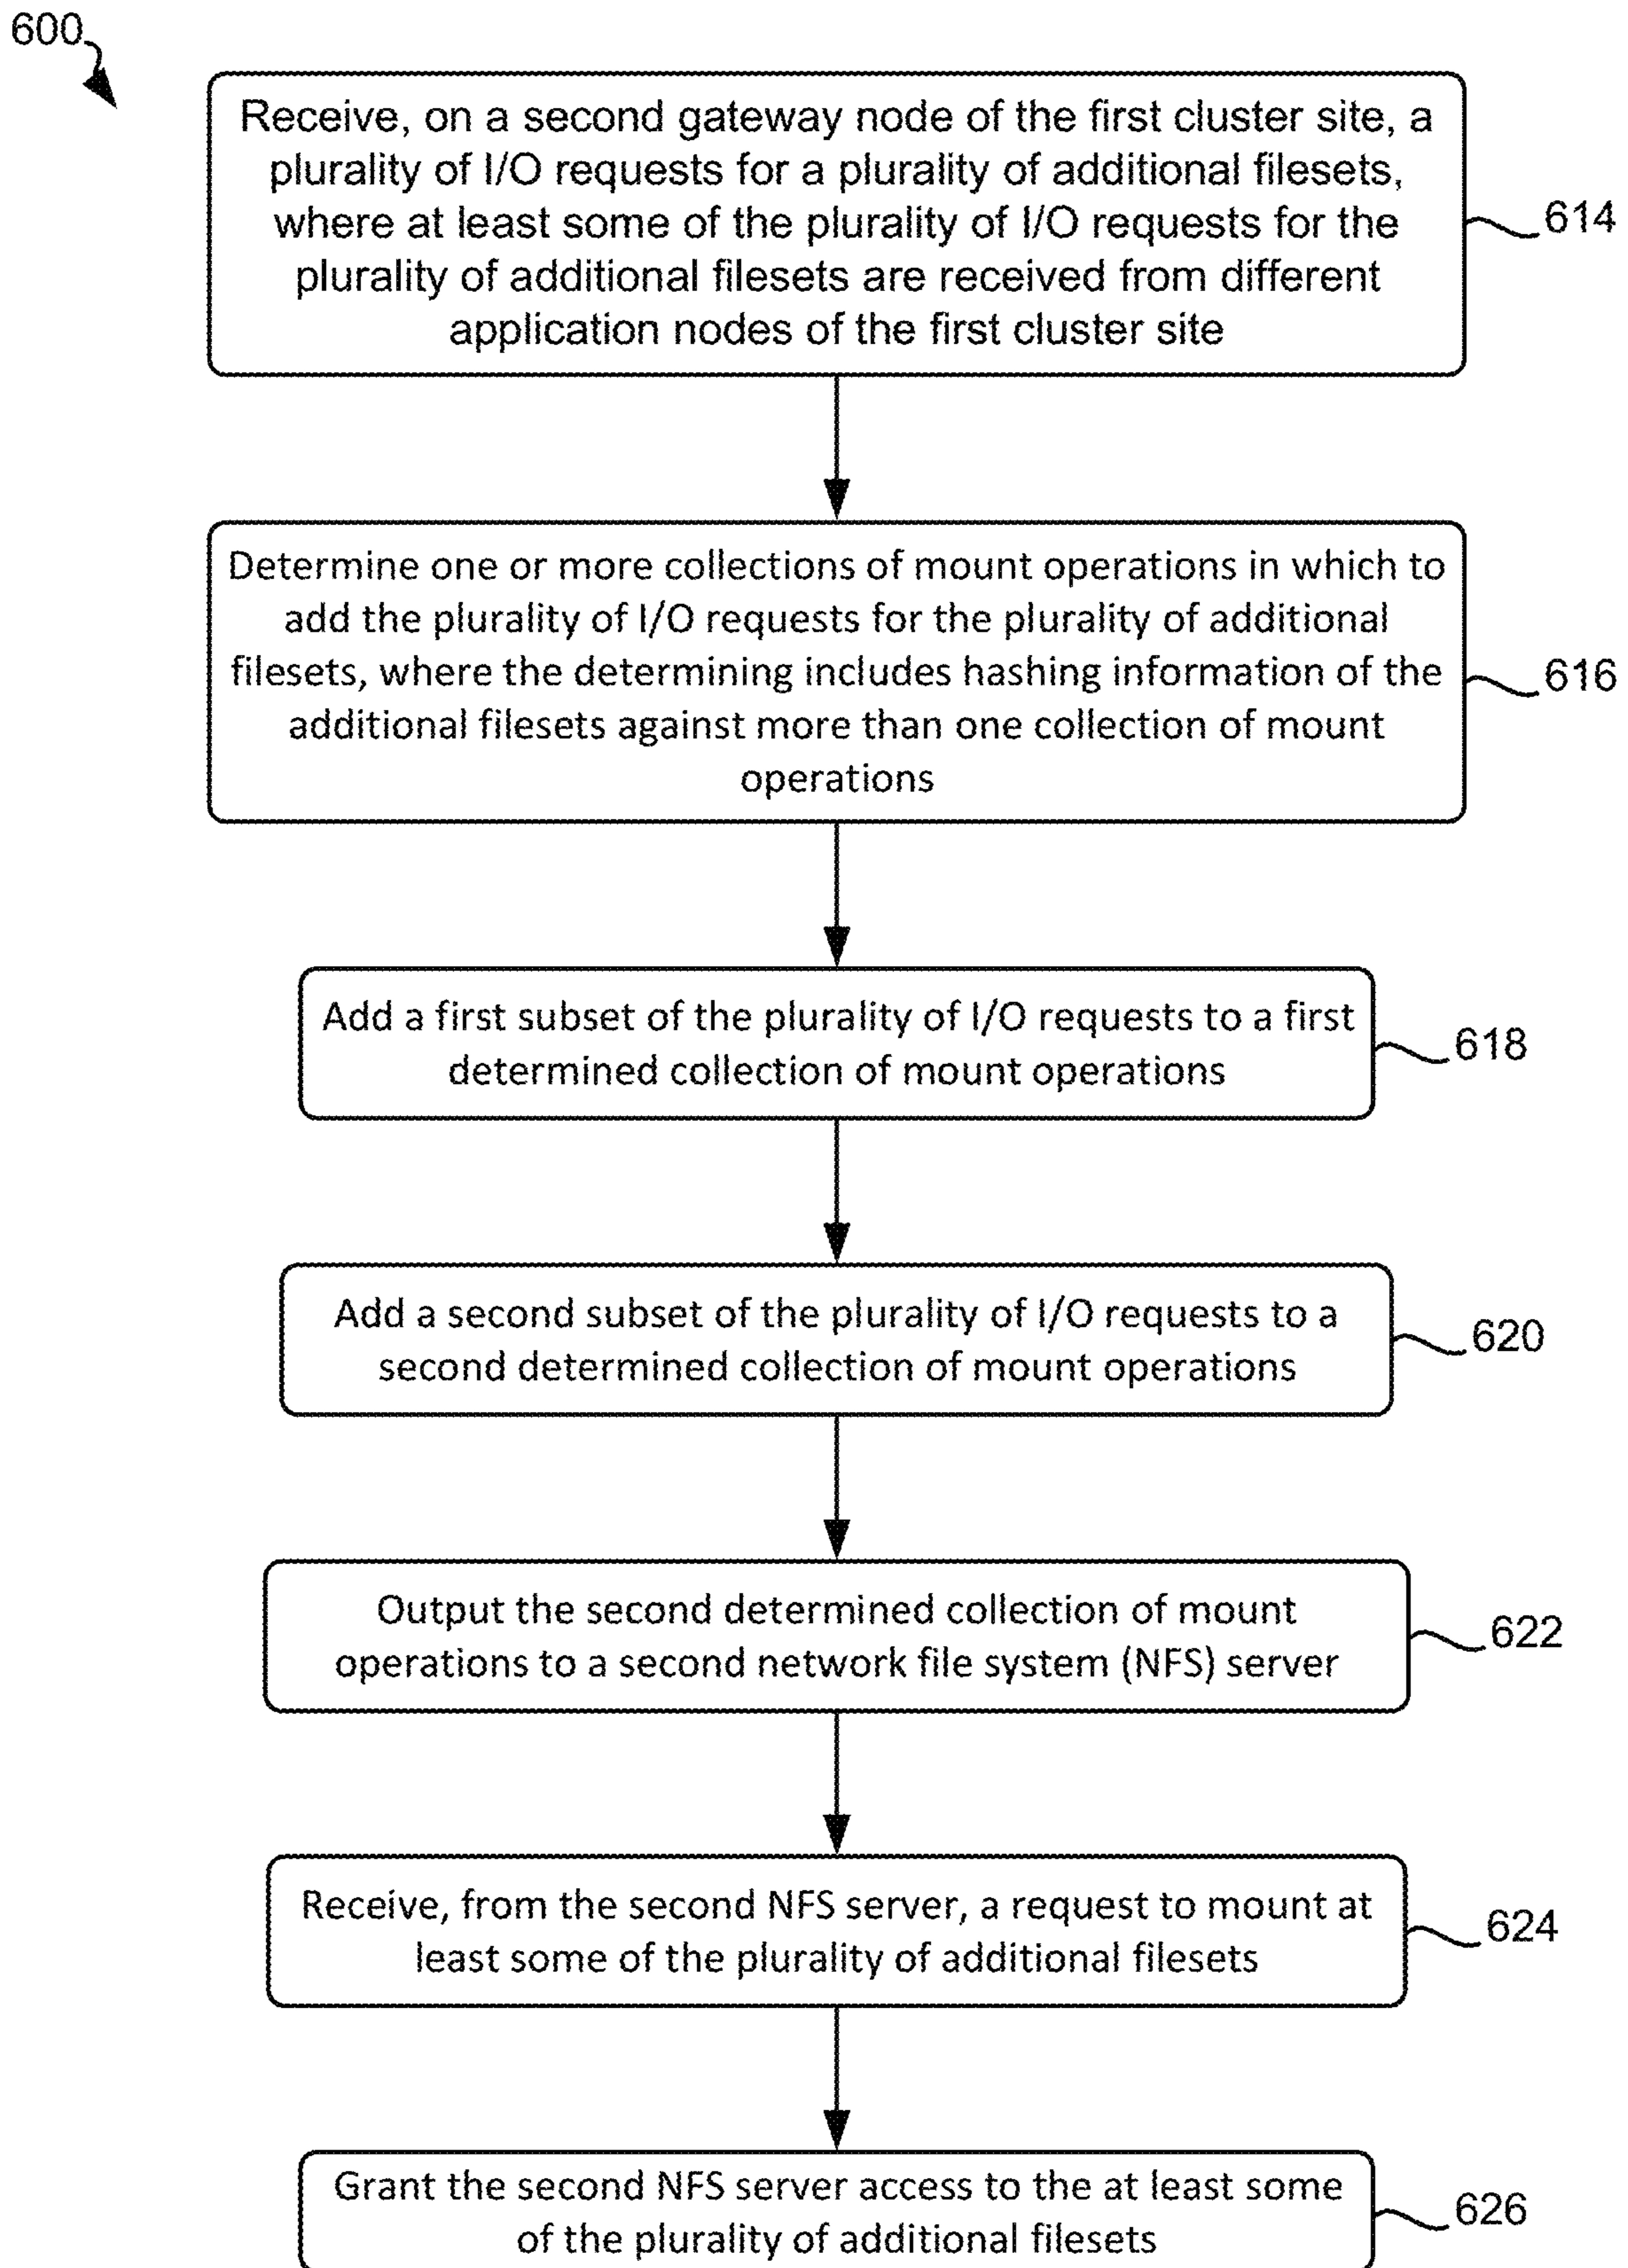 600
Receive, on a second gateway node of the first cluster site, a
plurality of I/O requests for a plurality of additional filesets,
where at least some of the plurality of I/O requests for the
plurality of additional filesets are received from different
application nodes of the first cluster site
614
Determine one or more collections of mount operations in which to
add the plurality of I/O requests for the plurality of additional
filesets, where the determining includes hashing information of the
additional filesets against more than one collection of mount
operations
616
Add a first subset of the plurality of I/O requests to a first
determined collection of mount operations
618
Add a second subset of the plurality of I/O requests to a
second determined collection of mount operations
620
Output the second determined collection of mount
operations to a second network file system (NFS) server
622
Receive, from the second NFS server, a request to mount at
least some of the plurality of additional filesets
624
Grant the second NFS server access to the at least some
of the plurality of additional filesets
626